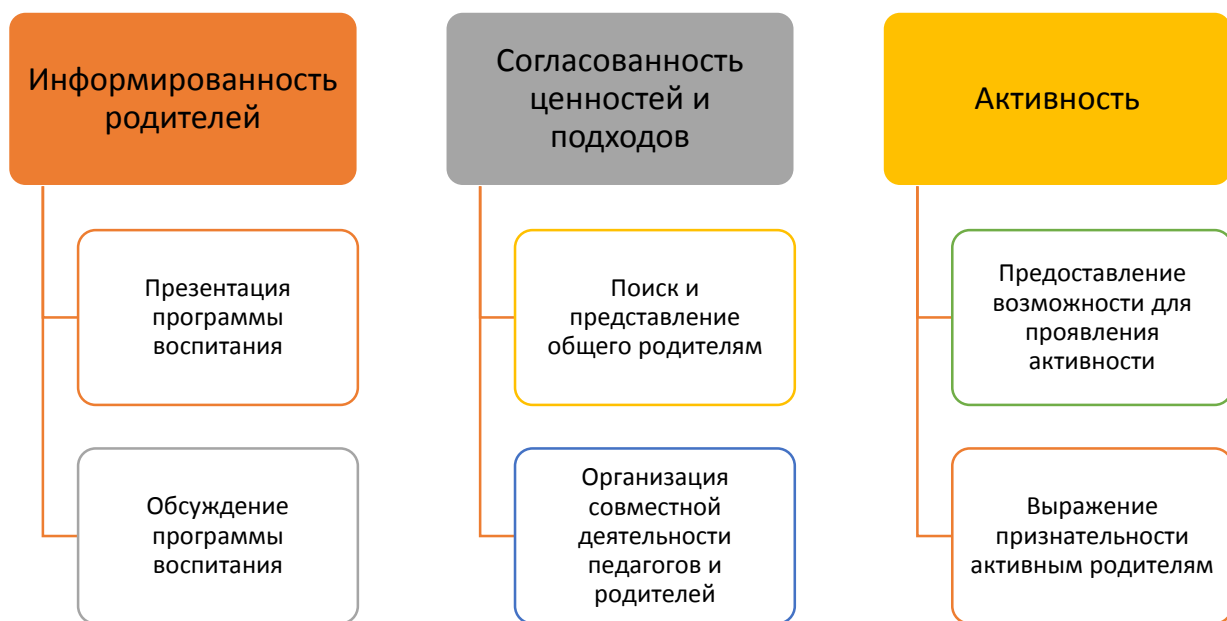 Информированность
родителей
Презентация
программы
воспитания
Обсуждение
программы
воспитания
Согласованность
ценностей и
подходов
Поиск и
представление
общего родителям
Организация
совместной
деятельности
педагогов и
родителей
Активность
Предоставление
возможности для
проявления
активности
Выражение
признательности
активным родителям